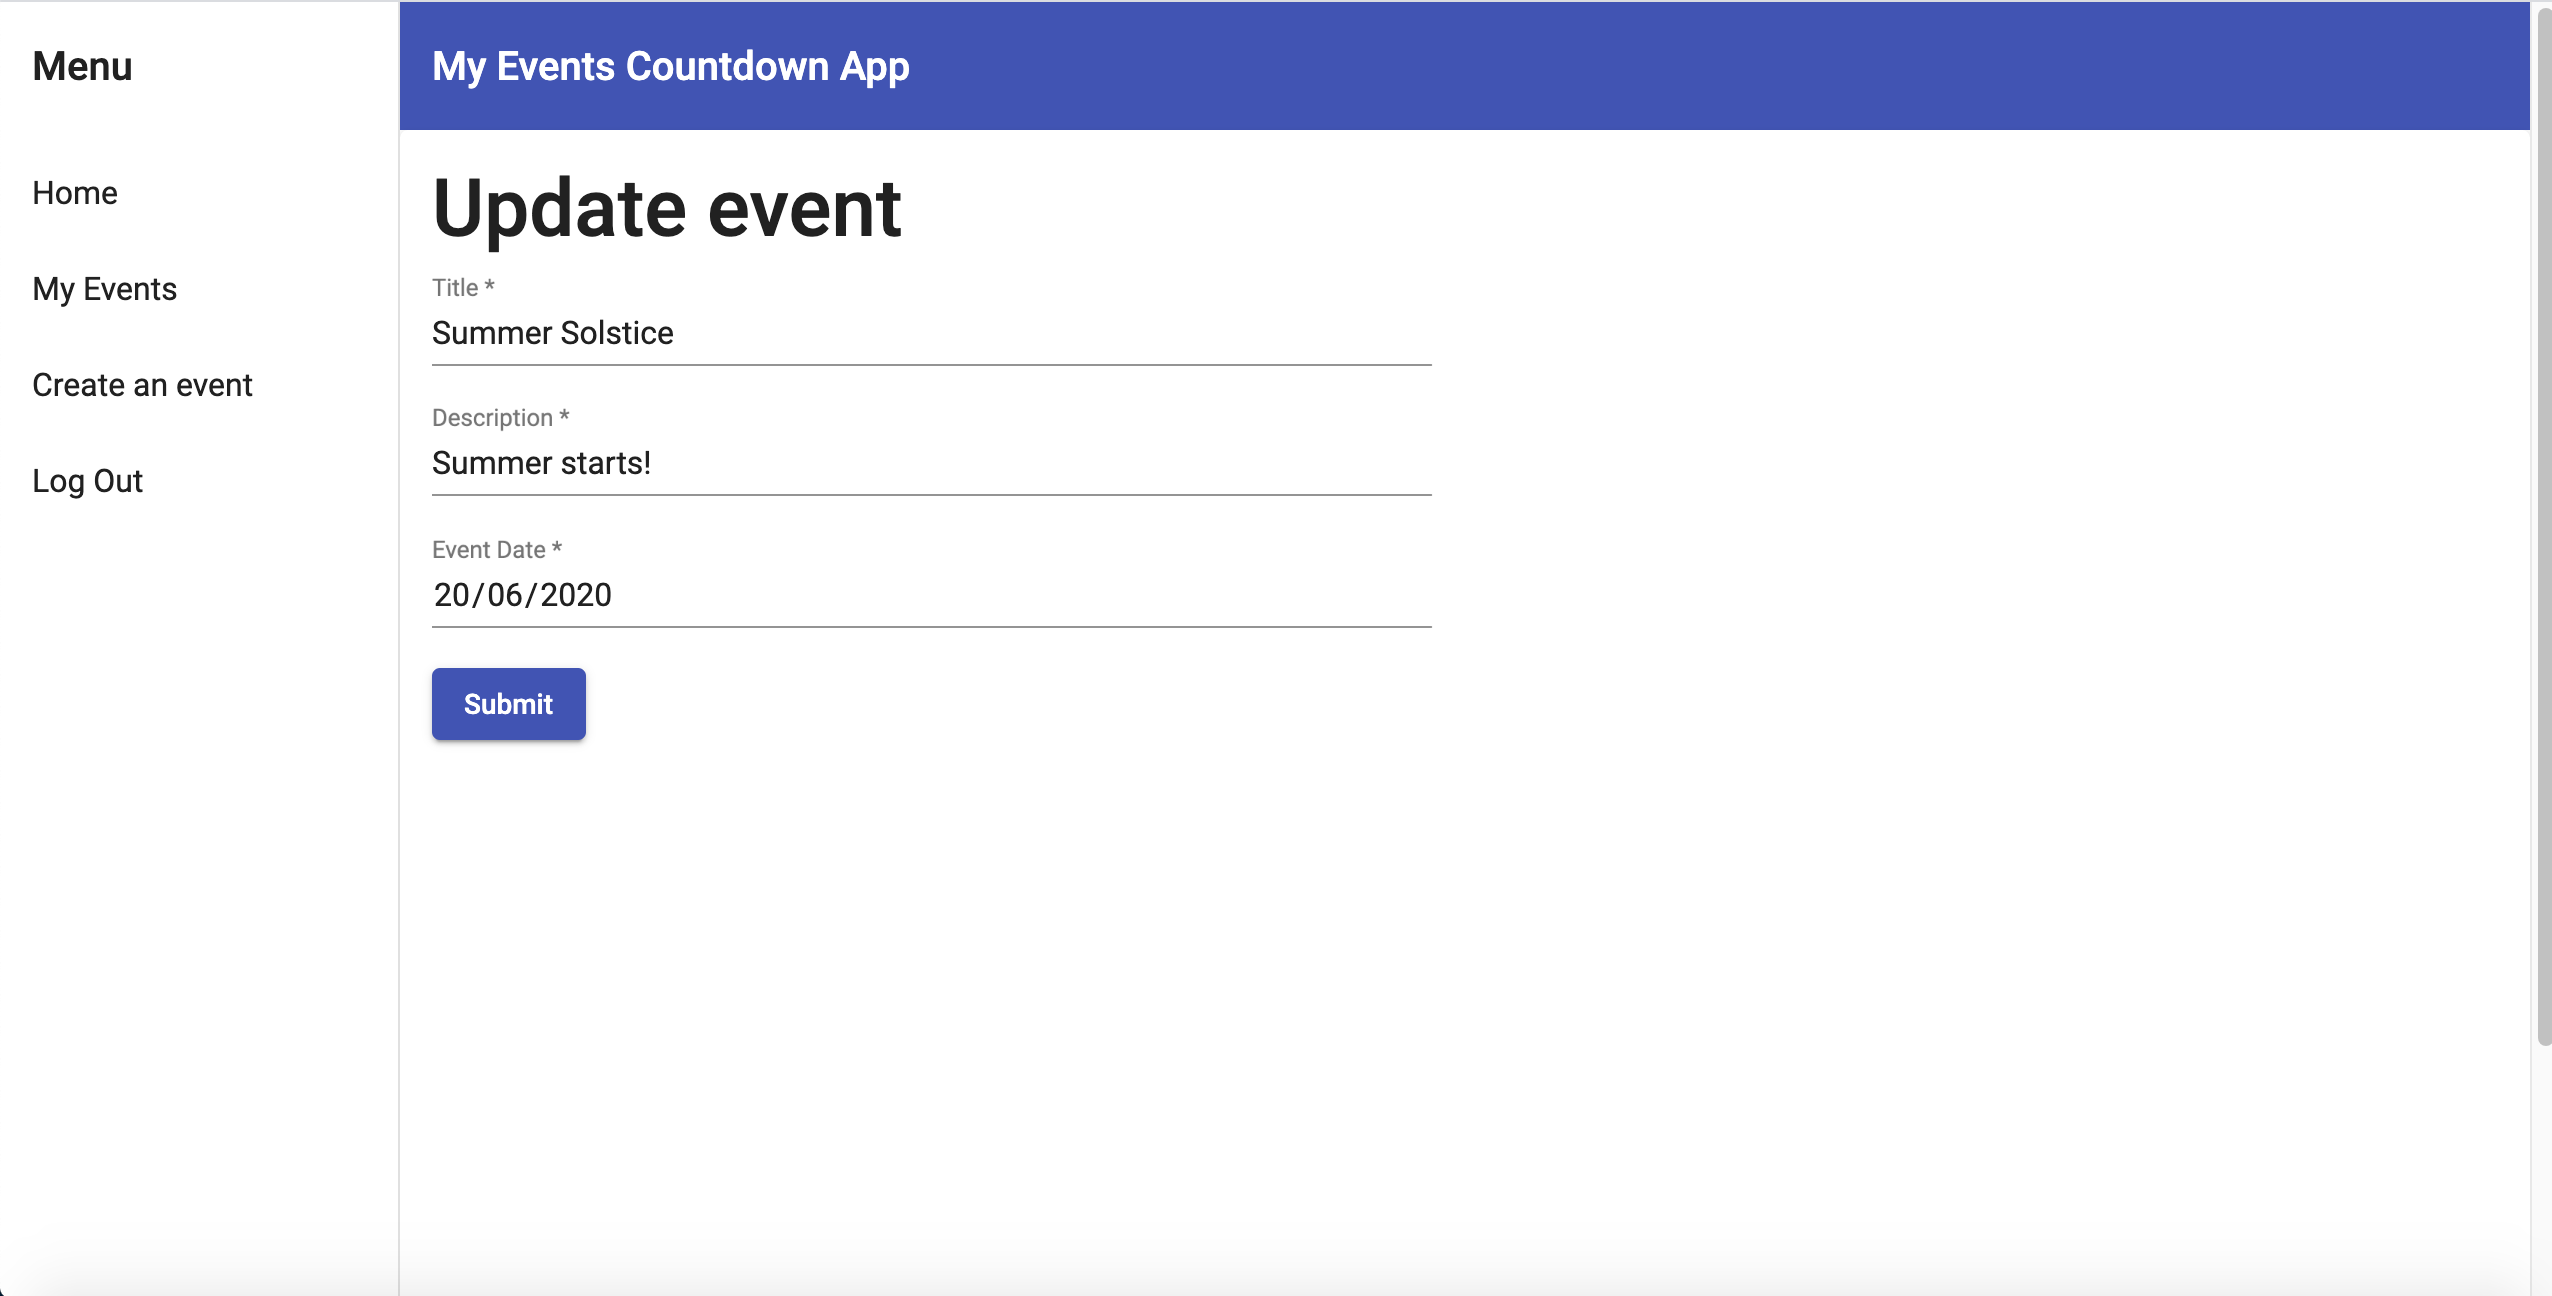 Menu
Home
My Events
Create an event
Log Out
My Events Countdown App
Update event
Title *
Summer Solstice
Description *
Summer starts!
Event Date *
20/06/2020
Submit